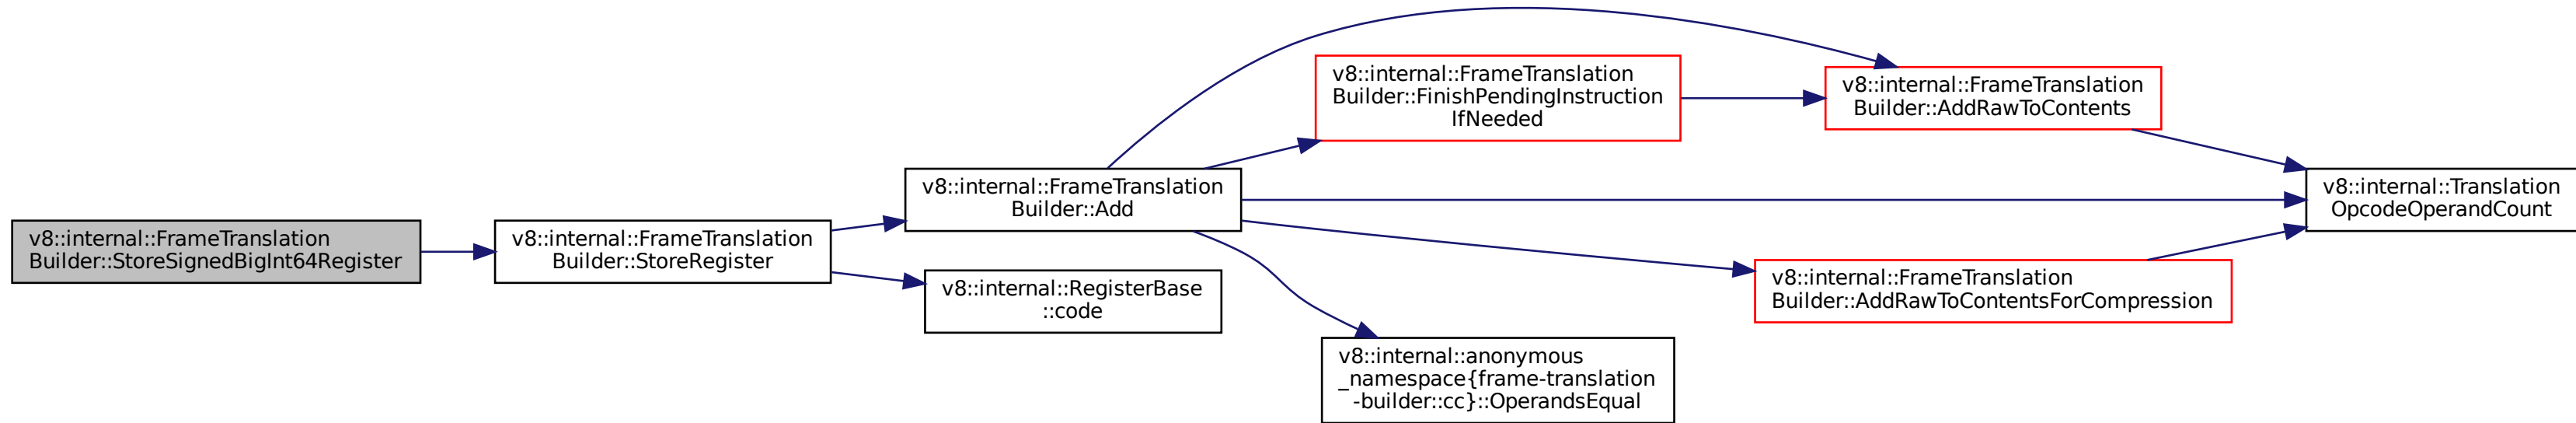 v8::internal::FrameTranslation
Builder::StoreSignedBigInt64Register
v8::internal::FrameTranslation
Builder::StoreRegister
v8::internal::FrameTranslation
Builder::Add
v8::internal::RegisterBase
::code
v8::internal::FrameTranslation
Builder::FinishPendingInstruction
IfNeeded
v8::internal::anonymous
_namespace{frame-translation
-builder::cc}::OperandsEqual
v8::internal::FrameTranslation
Builder::AddRawToContents
v8::internal::FrameTranslation
Builder::AddRawToContentsForCompression
v8::internal::Translation
OpcodeOperandCount